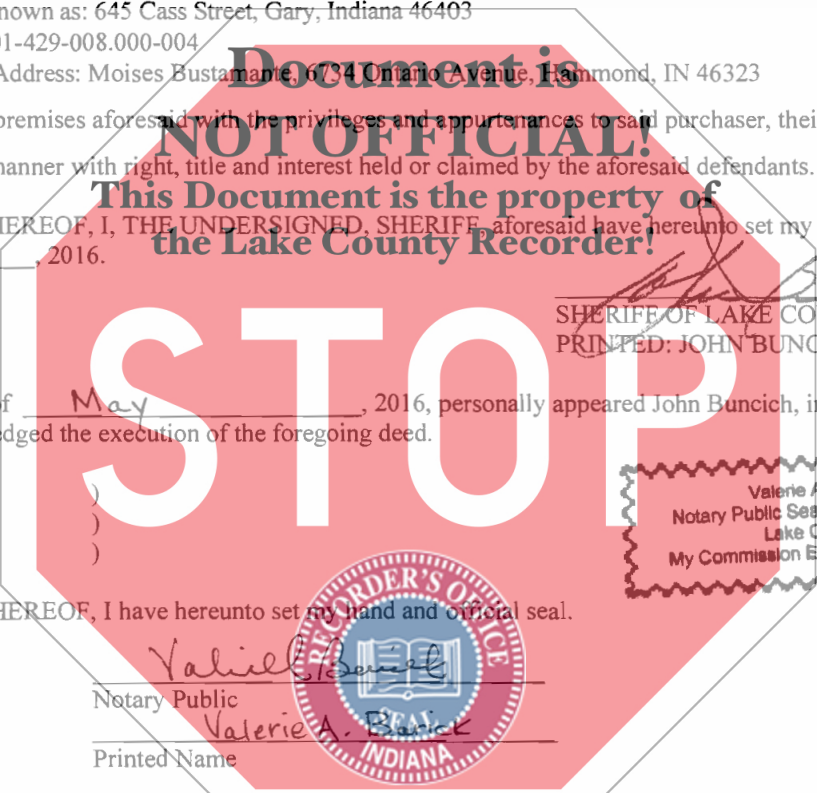 nown as: 645 Cass Street, Gary, Indiana 46403
01-429-008.000-004
Address: Moises Bustamante, 6734 Ontario Avenue, Hammond, IN 46323
Document is
premises aforesaid with the privileges and appurtenances to said purchaser, thei
NOT OFFICIAL!
manner with right, title and interest held or claimed by the aforesaid defendants.
This Document is the property of
HEREOF, I, THE UNDERSIGNED, SHERIFF, aforesaid have hereunto set my
the Lake County Recorder!
, 2016.
SHERIFF OF LAKE CO
PRINTED: JOHN BUNC
STOP
of May, 2016, personally appeared John Buncich, in
edged the execution of the foregoing deed.
)
)
)
Valerie A
Notary Public Sea
Lake C
My Commission E
HEREOF, I have hereunto set my hand and official seal.
RECORDER'S OFFICE
SEAL
INDIANA
Notary Public
Valerie A. Barick
Printed Name